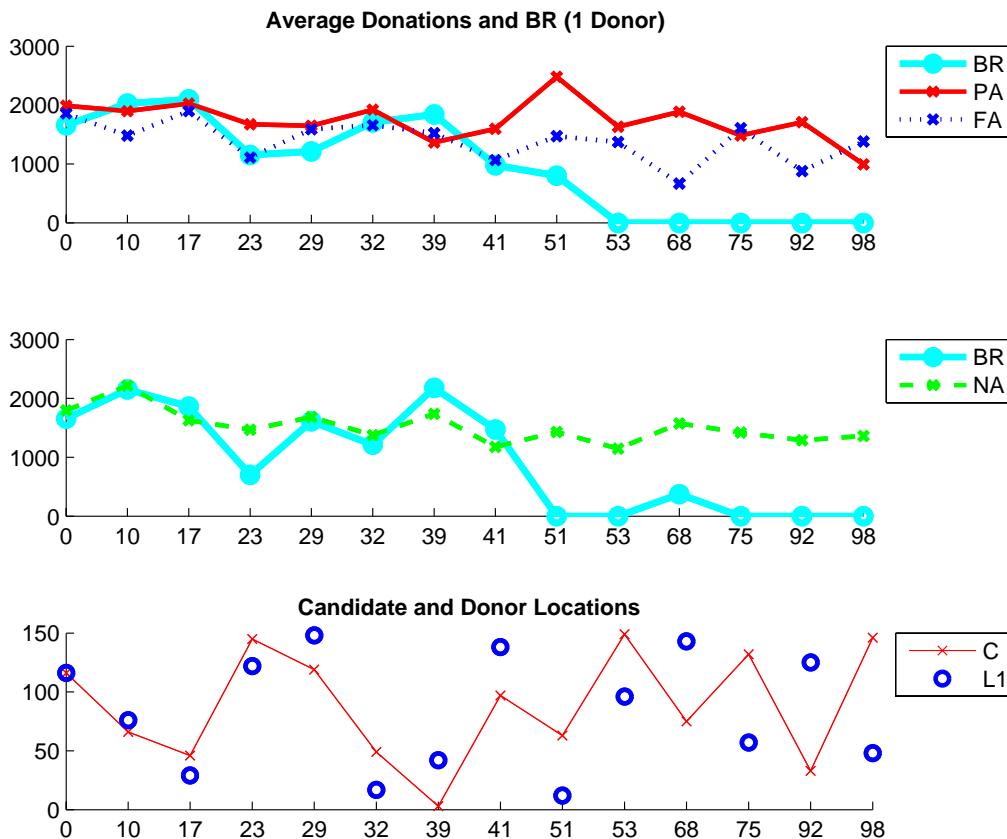 Average Donations and BR (1 Donor)
3000
2000
1000
0
0 10 17 23 29 32 39 41 51 53 68 75 92 98
BR
PA
FA
3000
2000
1000
0
0 10 17 23 29 32 39 41 51 53 68 75 92 98
BR
NA
Candidate and Donor Locations
150
100
50
0
0 10 17 23 29 32 39 41 51 53 68 75 92 98
C
L1